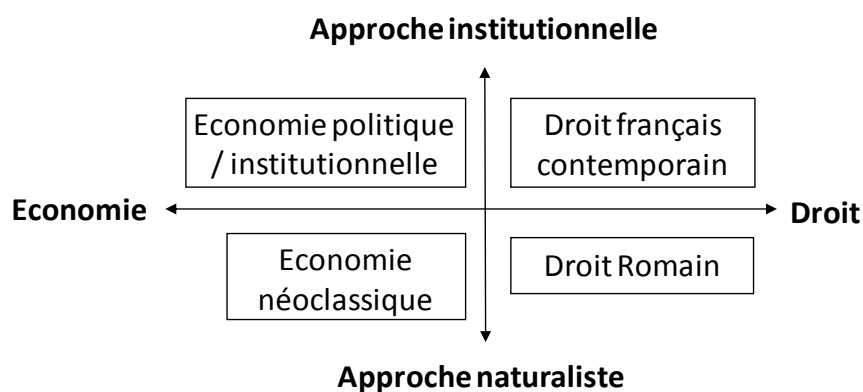 Approche institutionnelle
Economie politique
/ institutionnelle
Droit français
contemporain
Economie
Droit
Economie
néoclassique
Droit Romain
Approche naturaliste